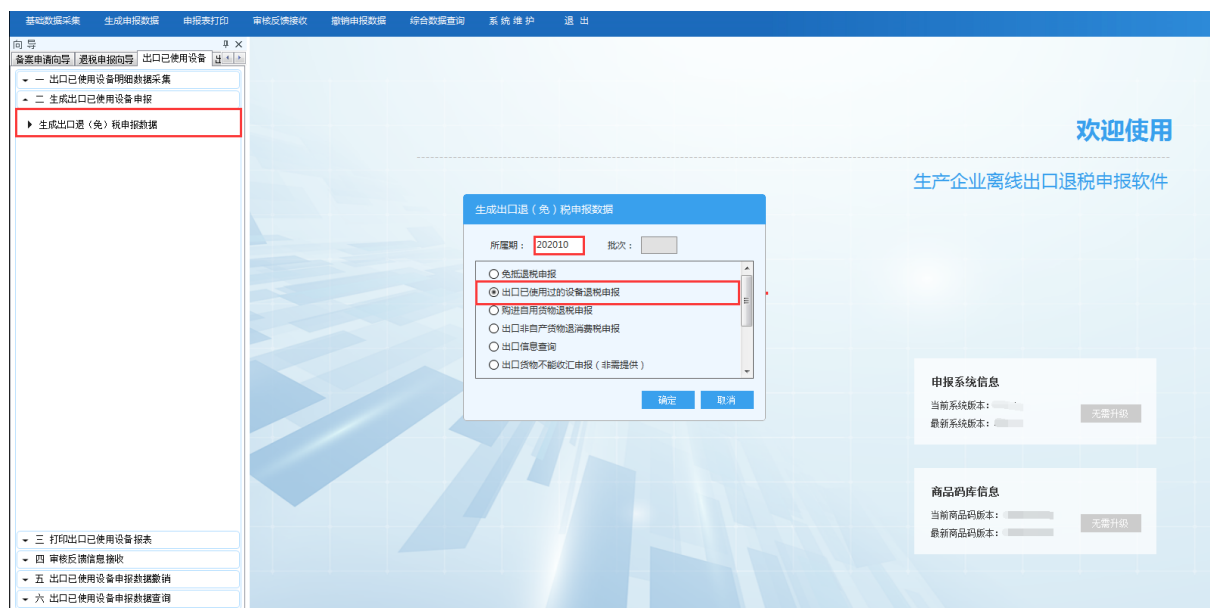 基础数据采集 生成申报数据 申报表打印 审核反馈接收 撤销申报数据 综合数据查询 系统维护 退出
向导
备案申请向导 退税申报向导 出口已使用设备
一 出口已使用设备明细数据采集
二 生成出口已使用设备申报
生成出口退（免）税申报数据
三 打印出口已使用设备报表
四 审核反馈信息接收
五 出口已使用设备申报数据撤销
六 出口已使用设备申报数据查询
欢迎使用
生产企业离线出口退税申报软件
生成出口退（免）税申报数据
所属期： 202010 批次：
免抵退税申报
出口已使用过的设备退税申报
购进自用货物退税申报
出口非自产货物退消费税申报
出口信息查询
出口货物不能收汇申报（非需提供）
确定 取消
申报系统信息
当前系统版本：
最新系统版本：
无需升级
商品码库信息
当前商品码版本：
最新商品码版本：
无需升级